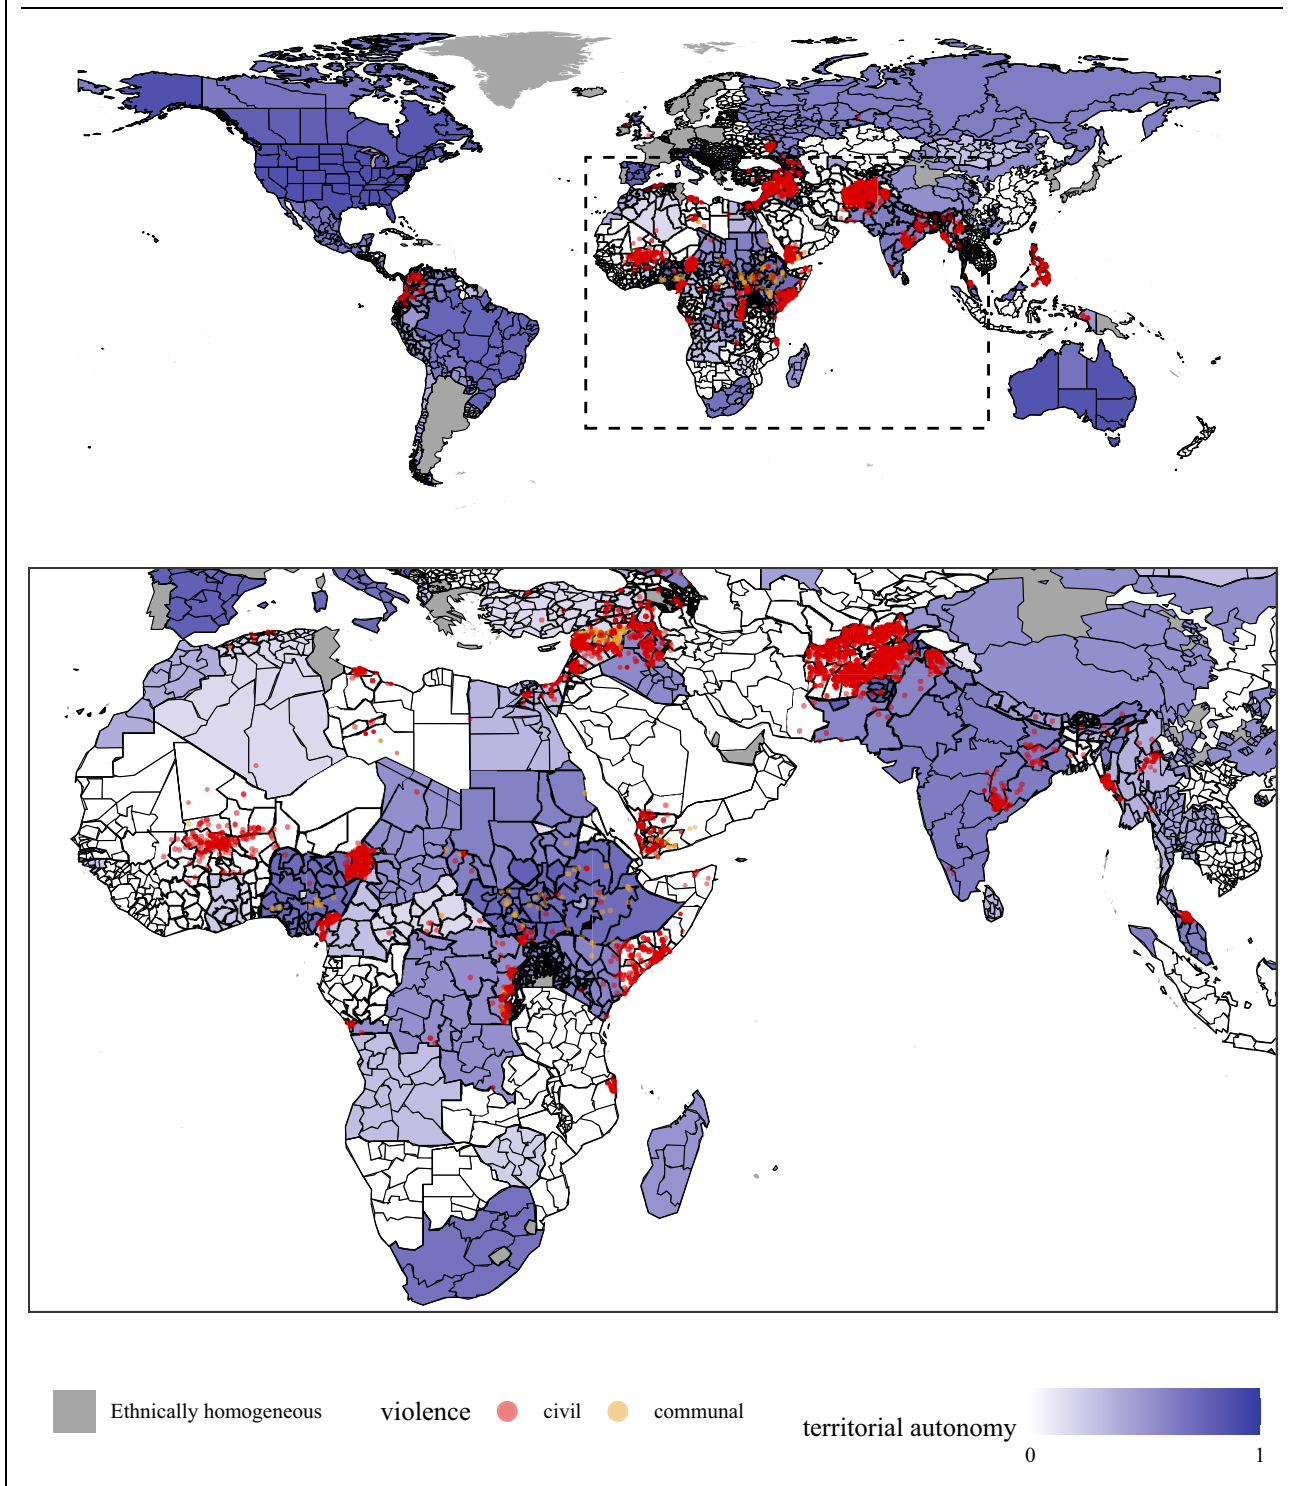 Ethnically homogeneous
violence
civil
communal
territorial autonomy
0
1